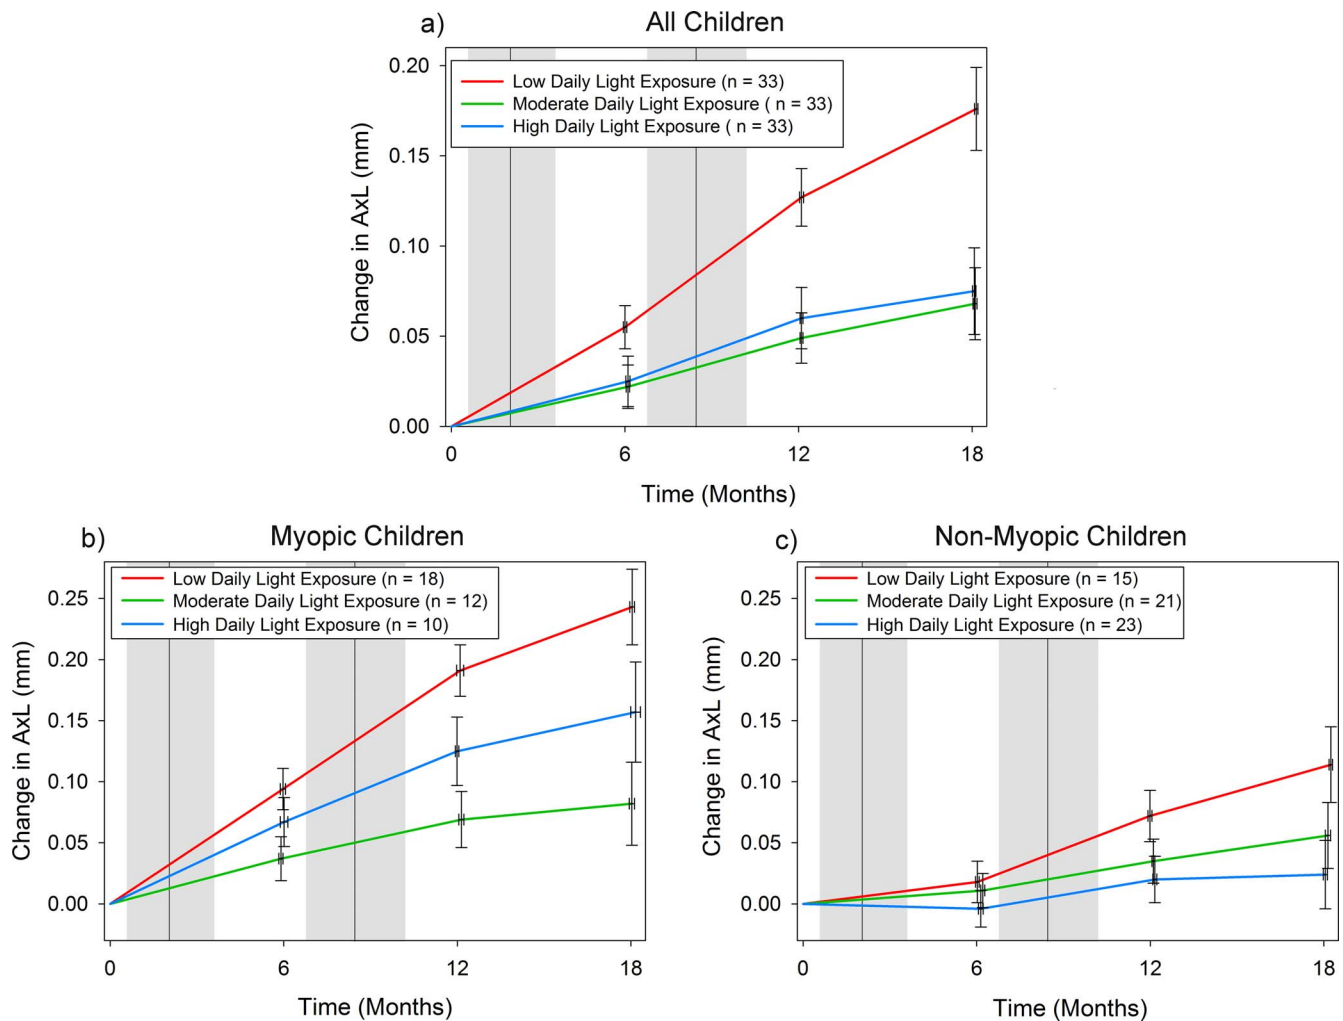 a) All Children
Low Daily Light Exposure (n = 33)
Moderate Daily Light Exposure ( n = 33)
High Daily Light Exposure ( n = 33)
Change in AxL (mm)
0.20
0.15
0.10
0.05
0.00
0 6 12 18
Time (Months)
b) Myopic Children
Low Daily Light Exposure (n = 18)
Moderate Daily Light Exposure (n = 12)
High Daily Light Exposure (n = 10)
Change in AxL (mm)
0.25
0.20
0.15
0.10
0.05
0.00
0 6 12 18
Time (Months)
c) Non-Myopic Children
Low Daily Light Exposure (n = 15)
Moderate Daily Light Exposure (n = 21)
High Daily Light Exposure (n = 23)
Change in AxL (mm)
0.25
0.20
0.15
0.10
0.05
0.00
0 6 12 18
Time (Months)